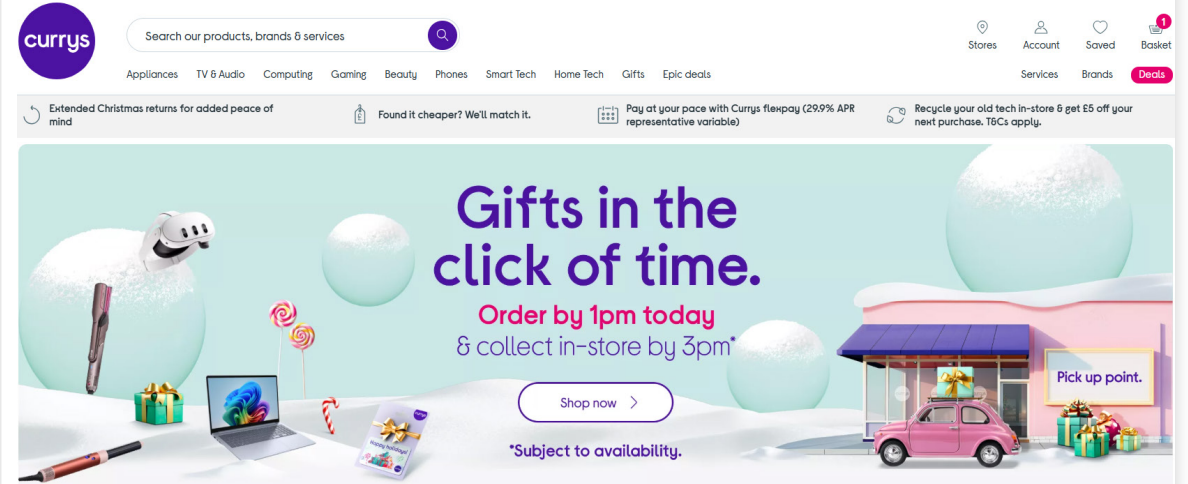 currys
Search our products, brands & services
Stores
Account
Saved
1
Basket
Appliances
TV & Audio
Computing
Gaming
Beauty
Phones
Smart Tech
Home Tech
Gifts
Epic deals
Services
Brands
Deals
Extended Christmas returns for added peace of
mind
Found it cheaper? We'll match it.
Pay at your pace with Currys flexpay (29.9% APR
representative variable)
Recycle your old tech in-store & get £5 off your
next purchase. T&Cs apply.
Gifts in the
click of time.
Order by 1pm today
& collect in-store by 3pm*
Shop now
*Subject to availability.
Pick up point.
currys
Happy holidays!